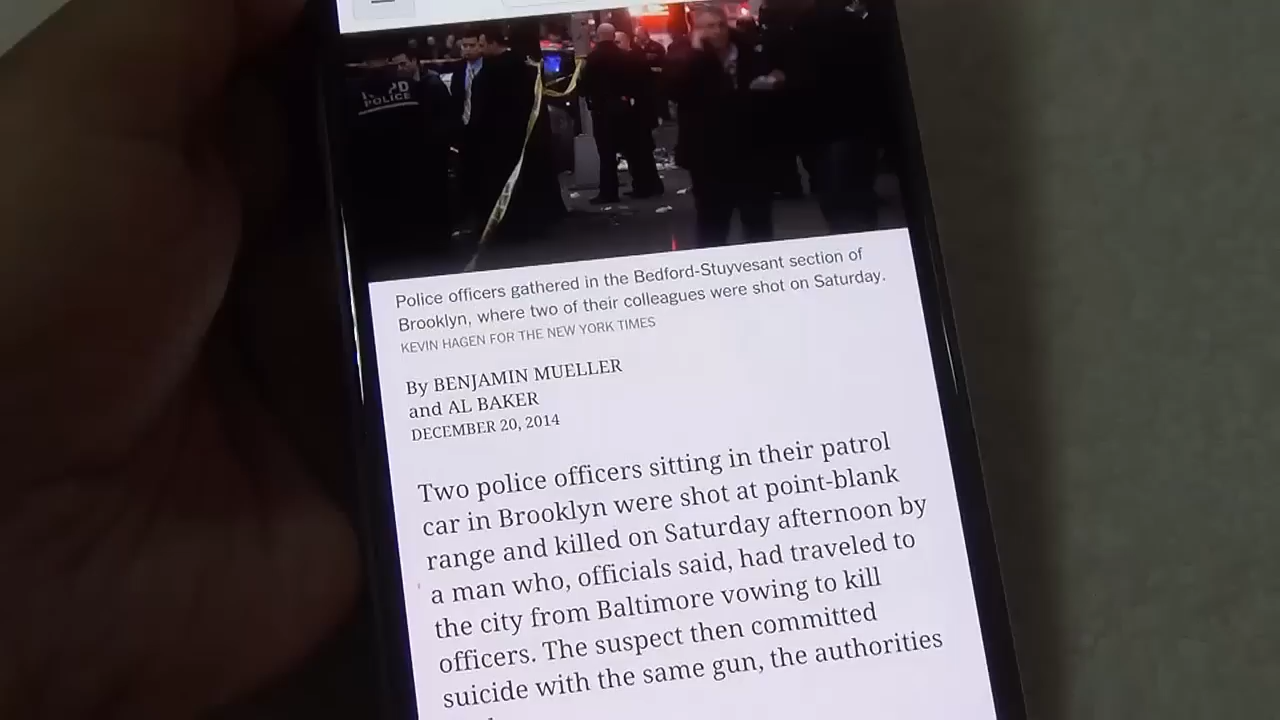 POLICE
Police officers gathered in the Bedford-Stuyvesant section of
Brooklyn, where two of their colleagues were shot on Saturday.
KEVIN HAGEN FOR THE NEW YORK TIMES
By BENJAMIN MUELLER
and AL BAKER
DECEMBER 20, 2014
Two police officers sitting in their patrol
car in Brooklyn were shot at point-blank
range and killed on Saturday afternoon by
a man who, officials said, had traveled to
the city from Baltimore vowing to kill
officers. The suspect then committed
suicide with the same gun, the authorities